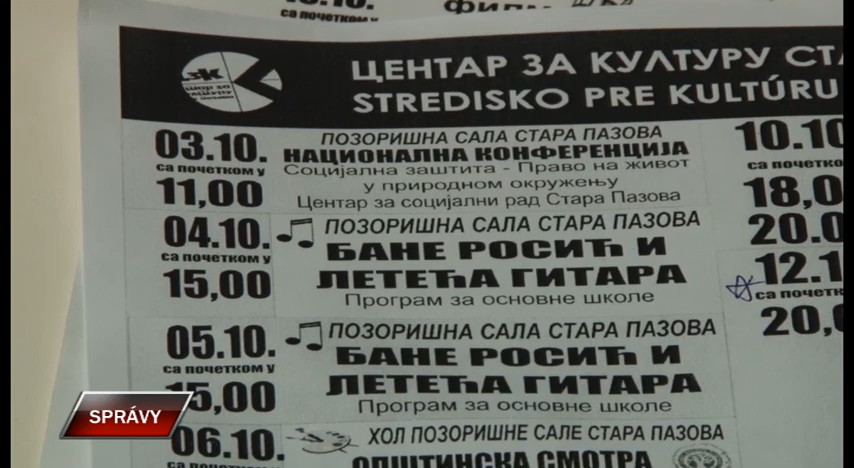 са почетком у
ЦЕНТАР ЗА КУЛТУРУ
STREDISKO PRE KULTÚRU
03.10.
са почетком у
11,00
ПОЗОРИШНА САЛА СТАРА ПАЗОВА
НАЦИОНАЛНА КОНФЕРЕНЦИЈА
Социјална заштита - Право на живот
у природном окружењу
Центар за социјални рад Стара Пазова
04.10.
са почетком у
15,00
ПОЗОРИШНА САЛА СТАРА ПАЗОВА
БАНЕ РОСИЋ И
ЛЕТЕЋА ГИТАРА
Програм за основне школе
05.10.
са почетком у
15,00
ПОЗОРИШНА САЛА СТАРА ПАЗОВА
БАНЕ РОСИЋ И
ЛЕТЕЋА ГИТАРА
Програм за основне школе
06.10.
са почетком у
ХОЛ ПОЗОРИШНЕ САЛЕ СТАРА ПАЗОВА
ОПШТИНСКА СМОТРА
10.10
са почетком
18,0
20.0
12.1
са почетк
20,0
SPRÁVY